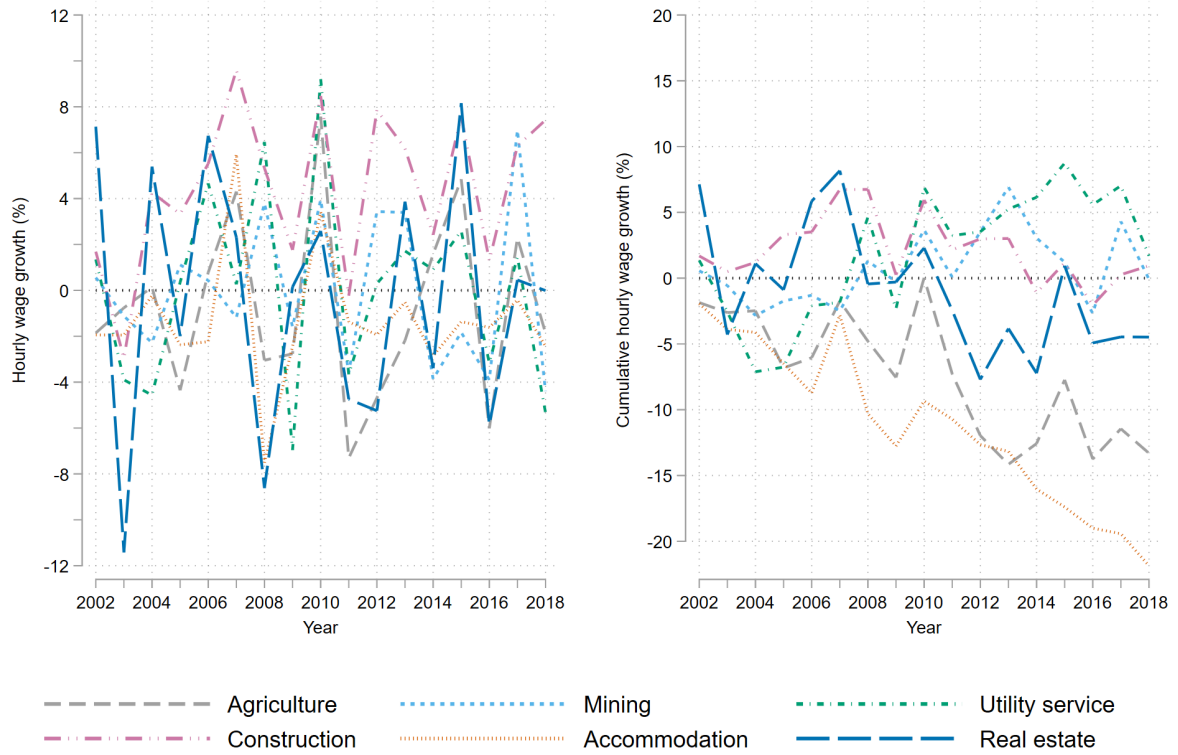 12
8
4
0
-4
-8
-12
Hourly wage growth (%)
2002 2004 2006 2008 2010 2012 2014 2016 2018
Year
20
15
10
5
0
-5
-10
-15
-20
Cumulative hourly wage growth (%)
2002 2004 2006 2008 2010 2012 2014 2016 2018
Year
Agriculture Mining Utility service
Construction Accommodation Real estate